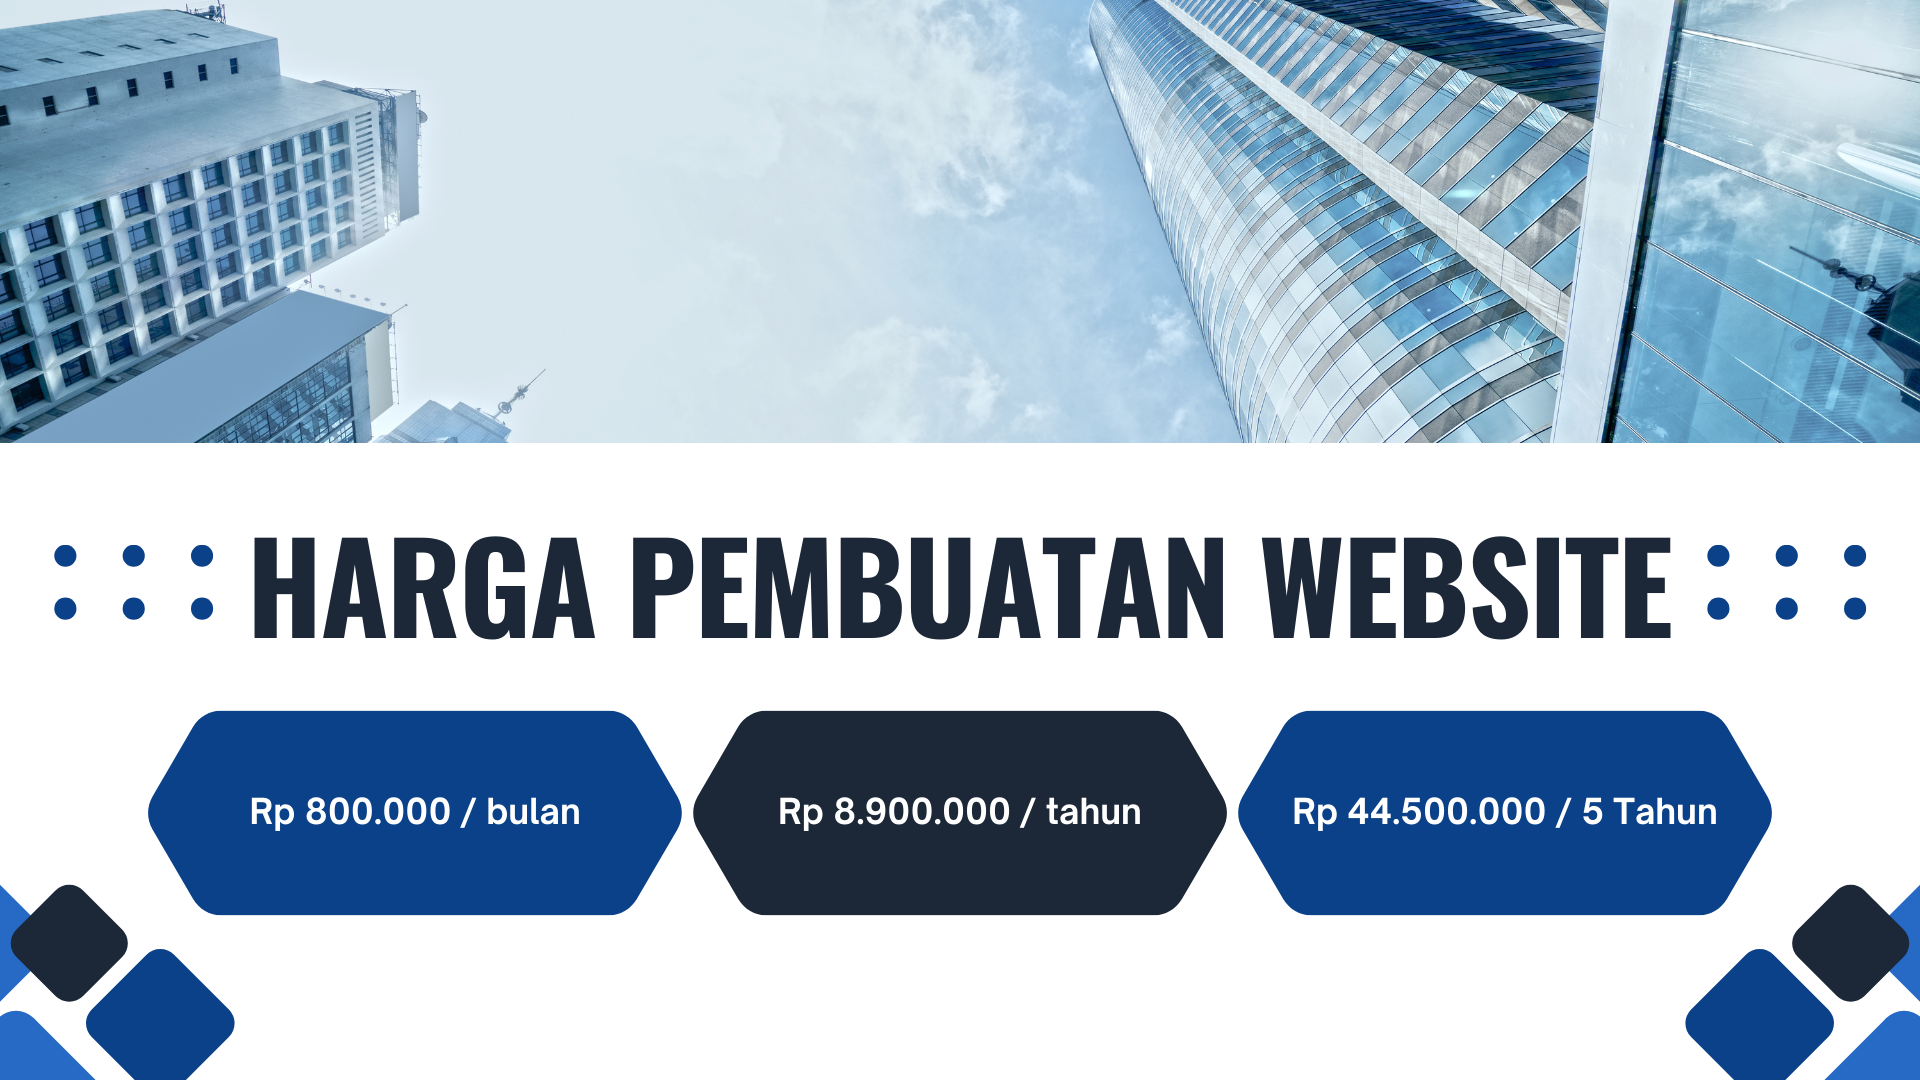 HARGA PEMBUATAN WEBSITE
Rp 800.000 / bulan
Rp 8.900.000 / tahun
Rp 44.500.000 / 5 Tahun